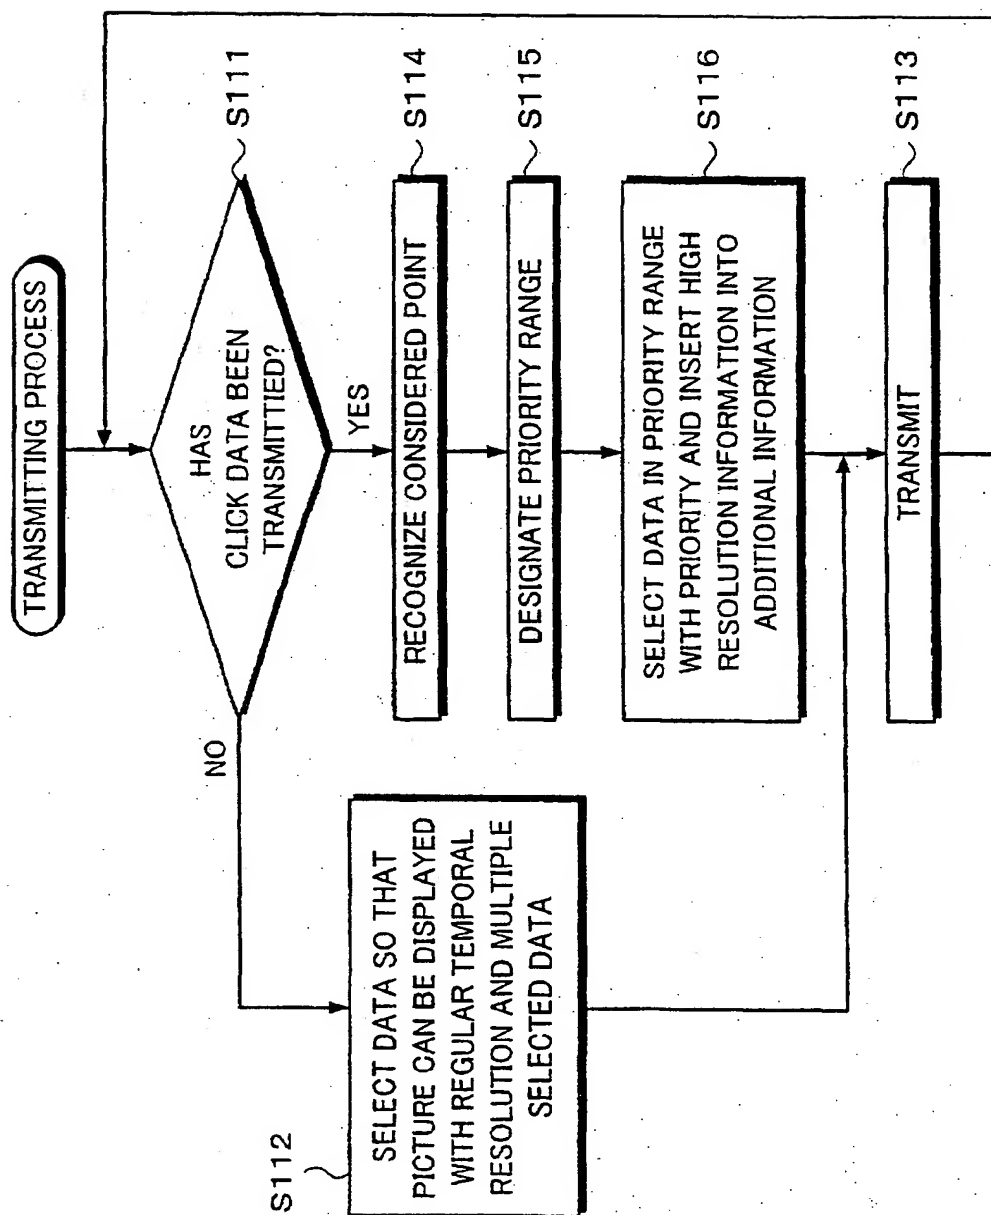 TRANSMITTING PROCESS
S111
HAS
CLICK DATA BEEN
TRANSMITTIED?
YES
NO
S114
RECOGNIZE CONSIDERED POINT
S115
DESIGNATE PRIORITY RANGE
S116
SELECT DATA IN PRIORITY RANGE
WITH PRIORITY AND INSERT HIGH
RESOLUTION INFORMATION INTO
ADDITIONAL INFORMATION
S112
SELECT DATA SO THAT
PICTURE CAN BE DISPLAYED
WITH REGULAR TEMPORAL
RESOLUTION AND MULTIPLE
SELECTED DATA
S113
TRANSMIT